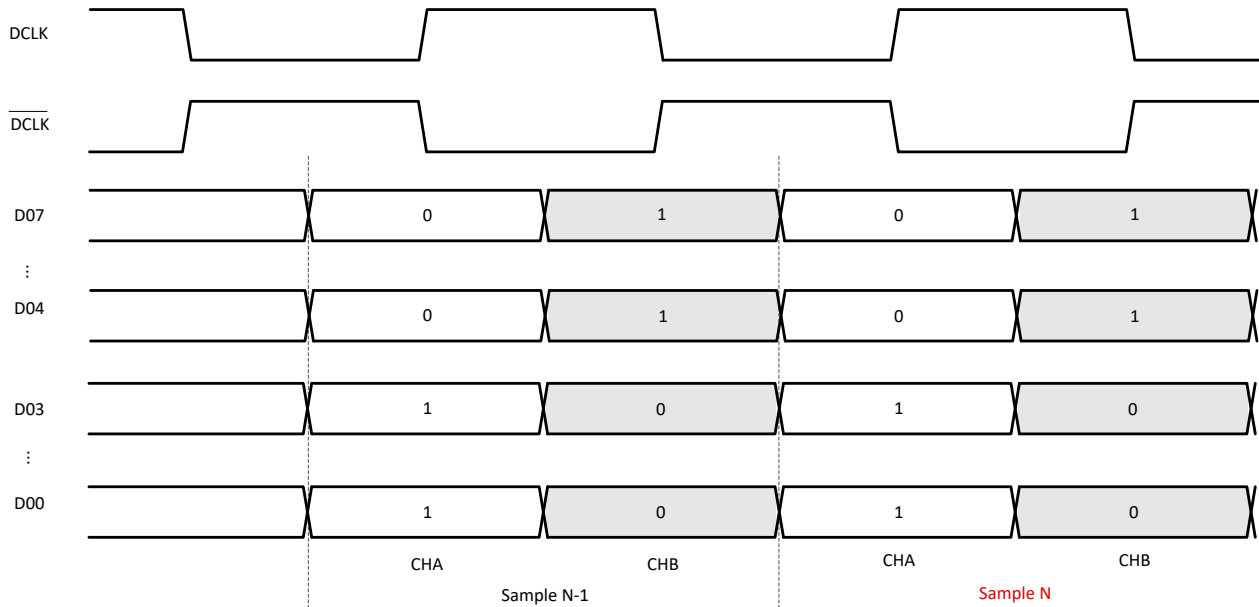 DCLK
DCLK
D07 0 1 0 1
⋮
D04 0 1 0 1
D03 1 0 1 0
⋮
D00 1 0 1 0
CHA CHB CHA CHB
Sample N-1 Sample N